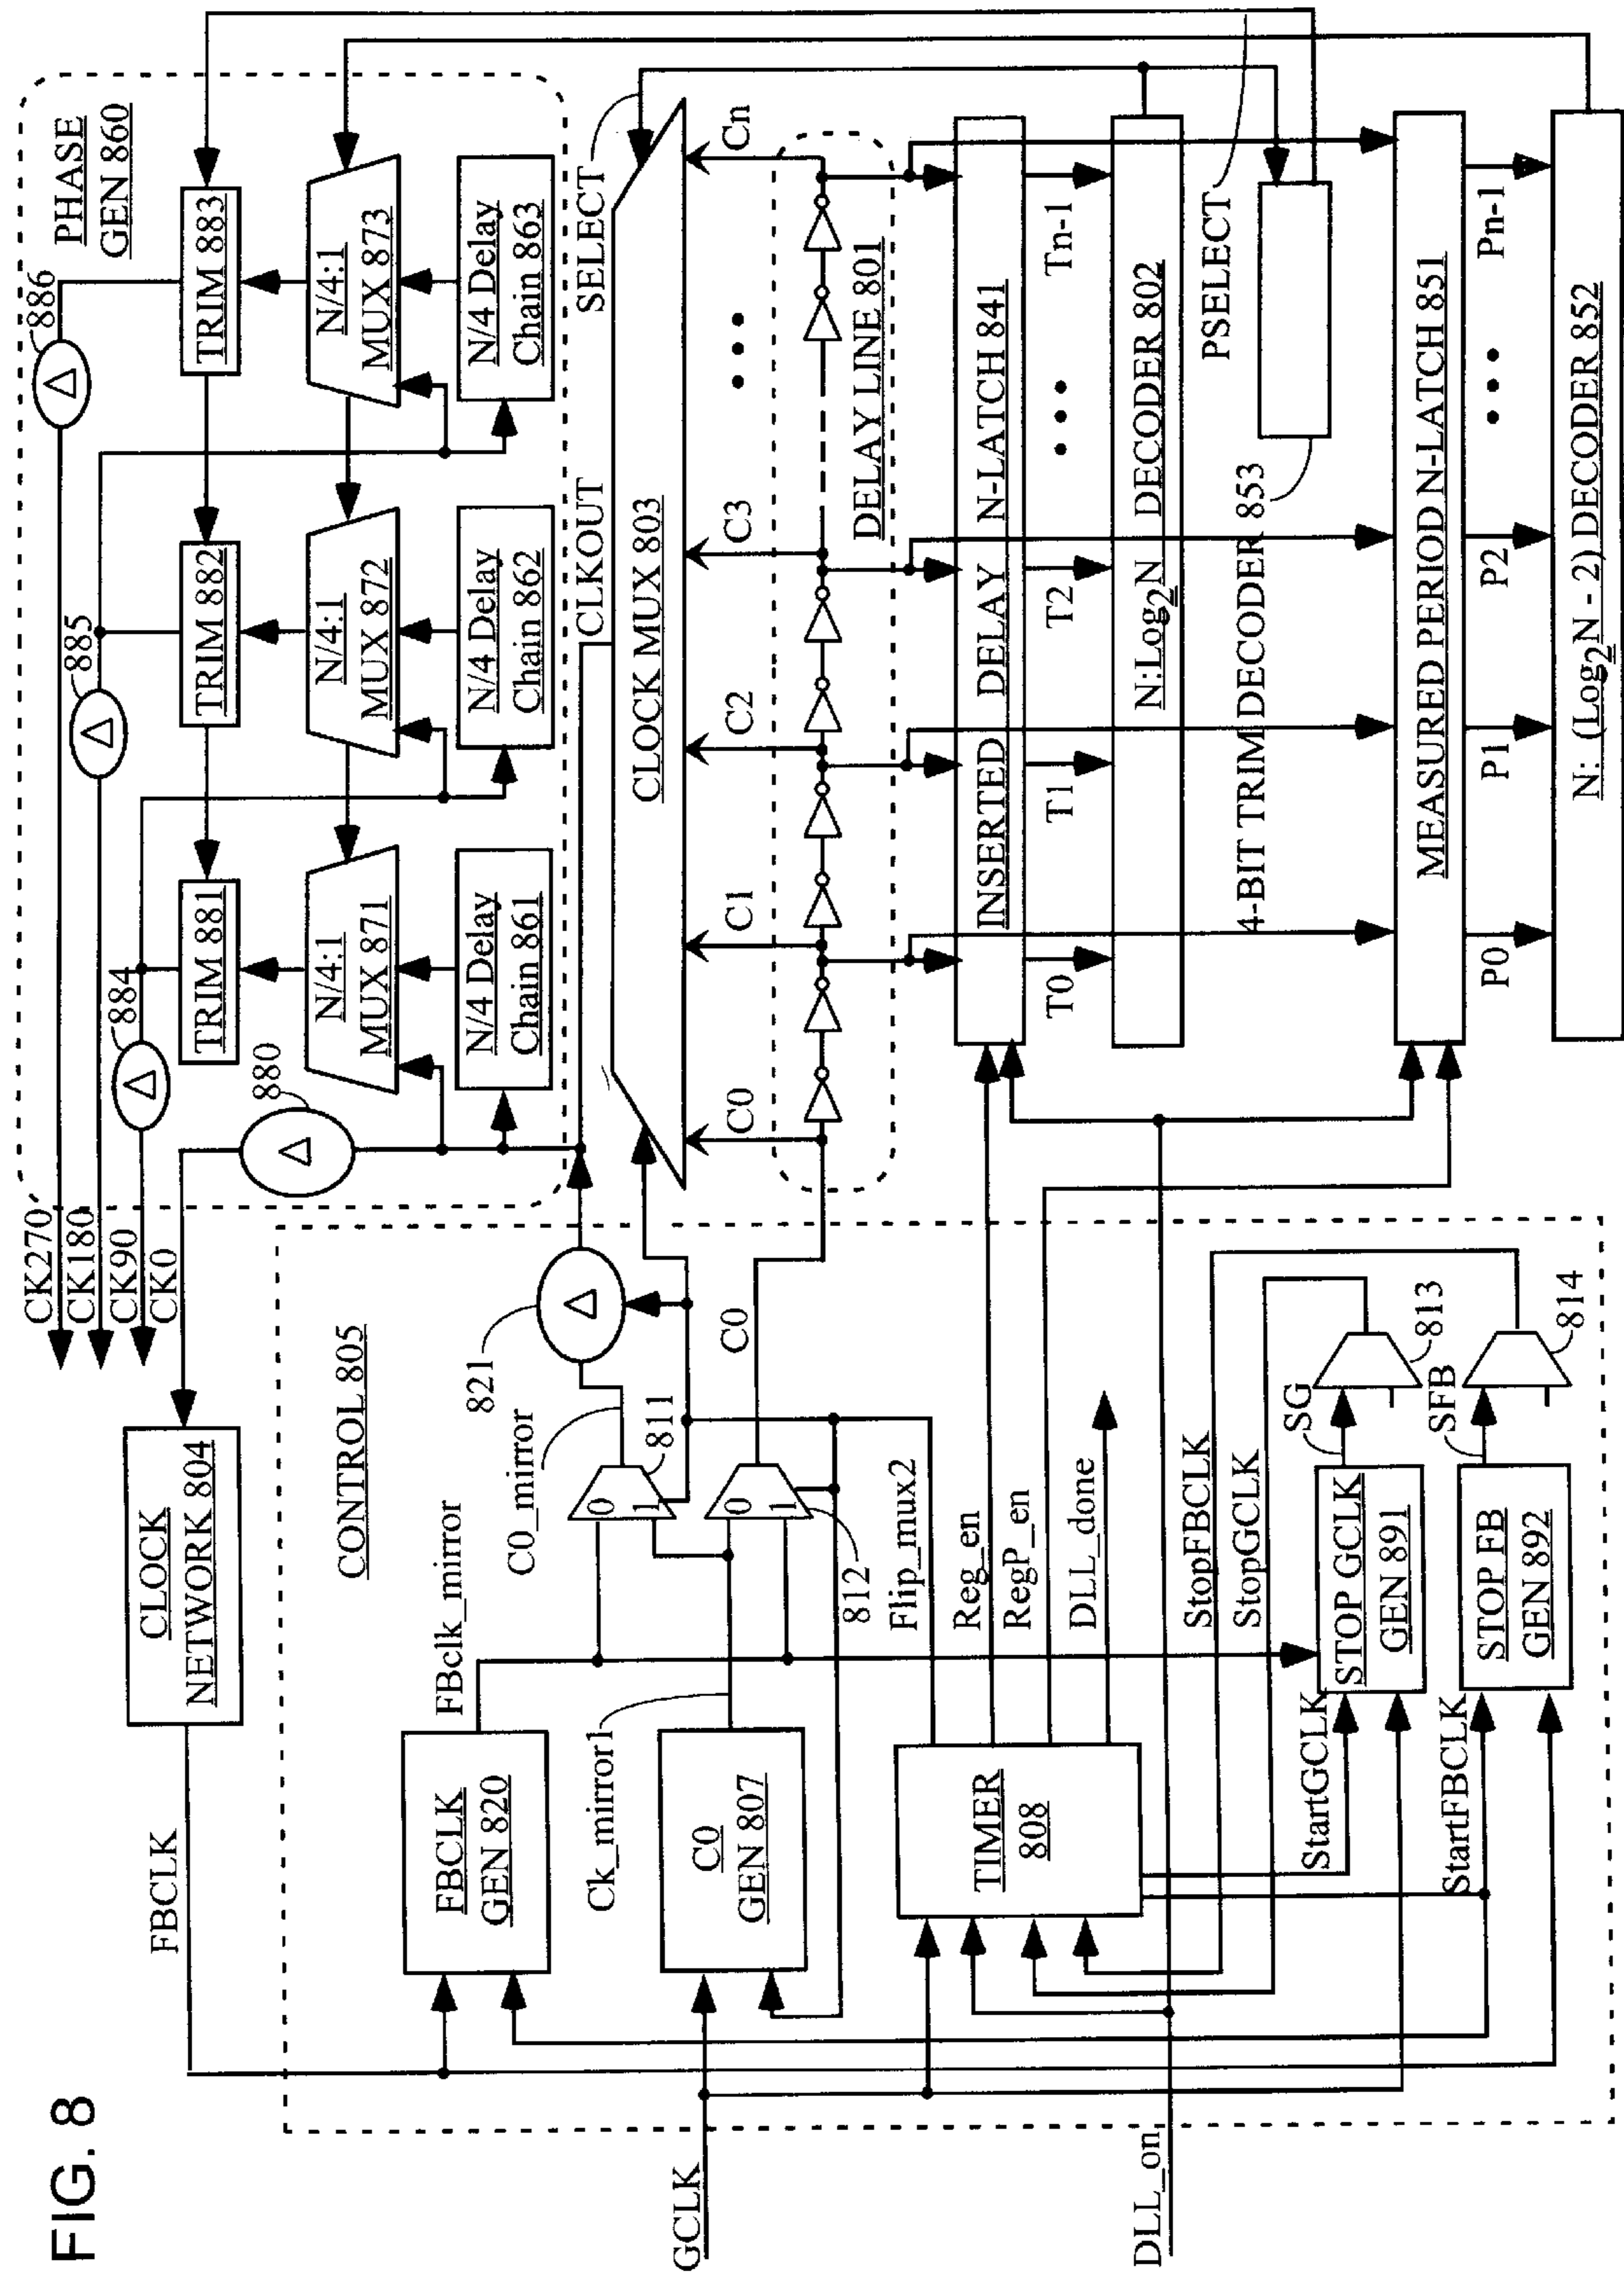 FIG. 8
CK270
CK180
CK90
CK0
PHASE
GEN 860
886
885
884
880
TRIM 881
TRIM 882
TRIM 883
N/4:1
MUX 871
N/4:1
MUX 872
N/4:1
MUX 873
N/4 Delay
Chain 861
N/4 Delay
Chain 862
N/4 Delay
Chain 863
Δ
Δ
Δ
Δ
Δ
CLOCK
NETWORK 804
FBCLK
CONTROL 805
FBCLK
GEN 820
FBclk_mirror
C0_mirror
821
811
0
1
C0
GEN 807
Ck_mirror1
0
1
812
C0
GCLK
TIMER
808
Flip_mux2
Reg_en
RegP_en
DLL_done
StopFBCLK
StopGCLK
StartGCLK
StartFBCLK
STOP GCLK
GEN 891
STOP FB
GEN 892
SG
SFB
813
814
DLL_on
CLKOUT
SELECT
CLOCK MUX 803
C0
C1
C2
C3
Cn
DELAY LINE 801
INSERTED DELAY N-LATCH 841
T0
T1
T2
Tn-1
N:Log2N DECODER 802
4-BIT TRIM DECODER 853
PSELECT
MEASURED PERIOD N-LATCH 851
P0
P1
P2
Pn-1
N: (Log2N - 2) DECODER 852